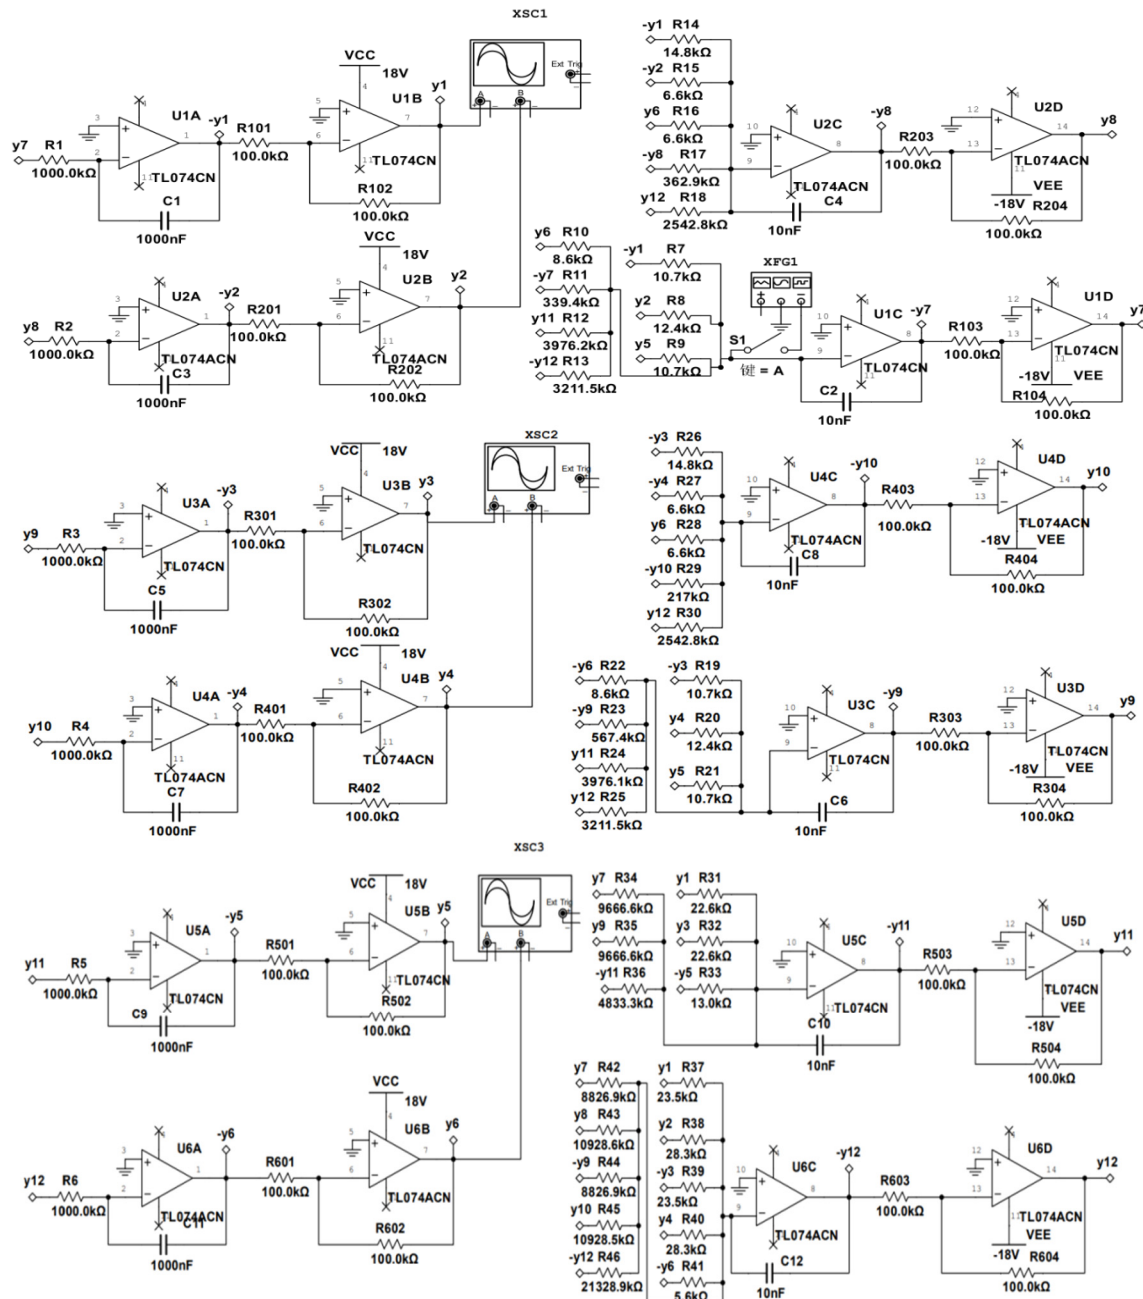 XSC1
Ext Trig
A
B
VCC
18V
U1A
-y1
R101
100.0kΩ
U1B
y1
y7
R1
1000.0kΩ
TL074CN
C1
1000nF
R102
100.0kΩ
-y1 R14
14.8kΩ
-y2 R15
6.6kΩ
y6 R16
6.6kΩ
-y8 R17
362.9kΩ
y12 R18
2542.8kΩ
U2C
-y8
R203
100.0kΩ
U2D
y8
TL074ACN
C4
10nF
TL074ACN
VEE
-18V
R204
100.0kΩ
VCC
18V
U2A
-y2
R201
100.0kΩ
U2B
y2
y8
R2
1000.0kΩ
TL074ACN
C3
1000nF
TL074ACN
R202
100.0kΩ
y6 R10
8.6kΩ
-y7 R11
339.4kΩ
y11 R12
3976.2kΩ
-y12 R13
3211.5kΩ
-y1 R7
10.7kΩ
y2 R8
12.4kΩ
y5 R9
10.7kΩ
XFG1
S1
键 = A
U1C
-y7
R103
100.0kΩ
U1D
y7
TL074CN
C2
10nF
TL074CN
-18V
VEE
R104
100.0kΩ
XSC2
Ext Trig
A
B
VCC
18V
U3A
-y3
R301
100.0kΩ
U3B
y3
y9
R3
1000.0kΩ
TL074CN
C5
1000nF
TL074CN
R302
100.0kΩ
-y3 R26
14.8kΩ
-y4 R27
6.6kΩ
y6 R28
6.6kΩ
-y10 R29
217kΩ
y12 R30
2542.8kΩ
U4C
-y10
R403
100.0kΩ
U4D
y10
TL074ACN
C8
10nF
TL074ACN
-18V
VEE
R404
100.0kΩ
VCC
18V
U4A
-y4
R401
100.0kΩ
U4B
y4
y10
R4
1000.0kΩ
TL074ACN
C7
1000nF
TL074ACN
R402
100.0kΩ
-y6 R22
8.6kΩ
-y9 R23
567.4kΩ
y11 R24
3976.1kΩ
y12 R25
3211.5kΩ
-y3 R19
10.7kΩ
y4 R20
12.4kΩ
y5 R21
10.7kΩ
U3C
-y9
R303
100.0kΩ
U3D
y9
TL074CN
C6
10nF
TL074CN
-18V
VEE
R304
100.0kΩ
XSC3
Ext Trig
A
B
VCC
18V
U5A
-y5
R501
100.0kΩ
U5B
y5
y11
R5
1000.0kΩ
TL074CN
C9
1000nF
TL074CN
R502
100.0kΩ
y7 R34
9666.6kΩ
y9 R35
9666.6kΩ
-y11 R36
4833.3kΩ
y1 R31
22.6kΩ
y3 R32
22.6kΩ
-y5 R33
13.0kΩ
U5C
-y11
R503
100.0kΩ
U5D
y11
TL074CN
C10
10nF
TL074CN
-18V
VEE
R504
100.0kΩ
VCC
18V
U6A
-y6
R601
100.0kΩ
U6B
y6
y12
R6
1000.0kΩ
TL074ACN
C11
1000nF
TL074ACN
R602
100.0kΩ
y7 R42
8826.9kΩ
y8 R43
10928.6kΩ
-y9 R44
8826.9kΩ
y10 R45
10928.5kΩ
-y12 R46
21328.9kΩ
y1 R37
23.5kΩ
y2 R38
28.3kΩ
-y3 R39
23.5kΩ
y4 R40
28.3kΩ
-y6 R41
5.6kΩ
U6C
-y12
R603
100.0kΩ
U6D
y12
TL074ACN
C12
10nF
TL074ACN
VEE
-18V
R604
100.0kΩ